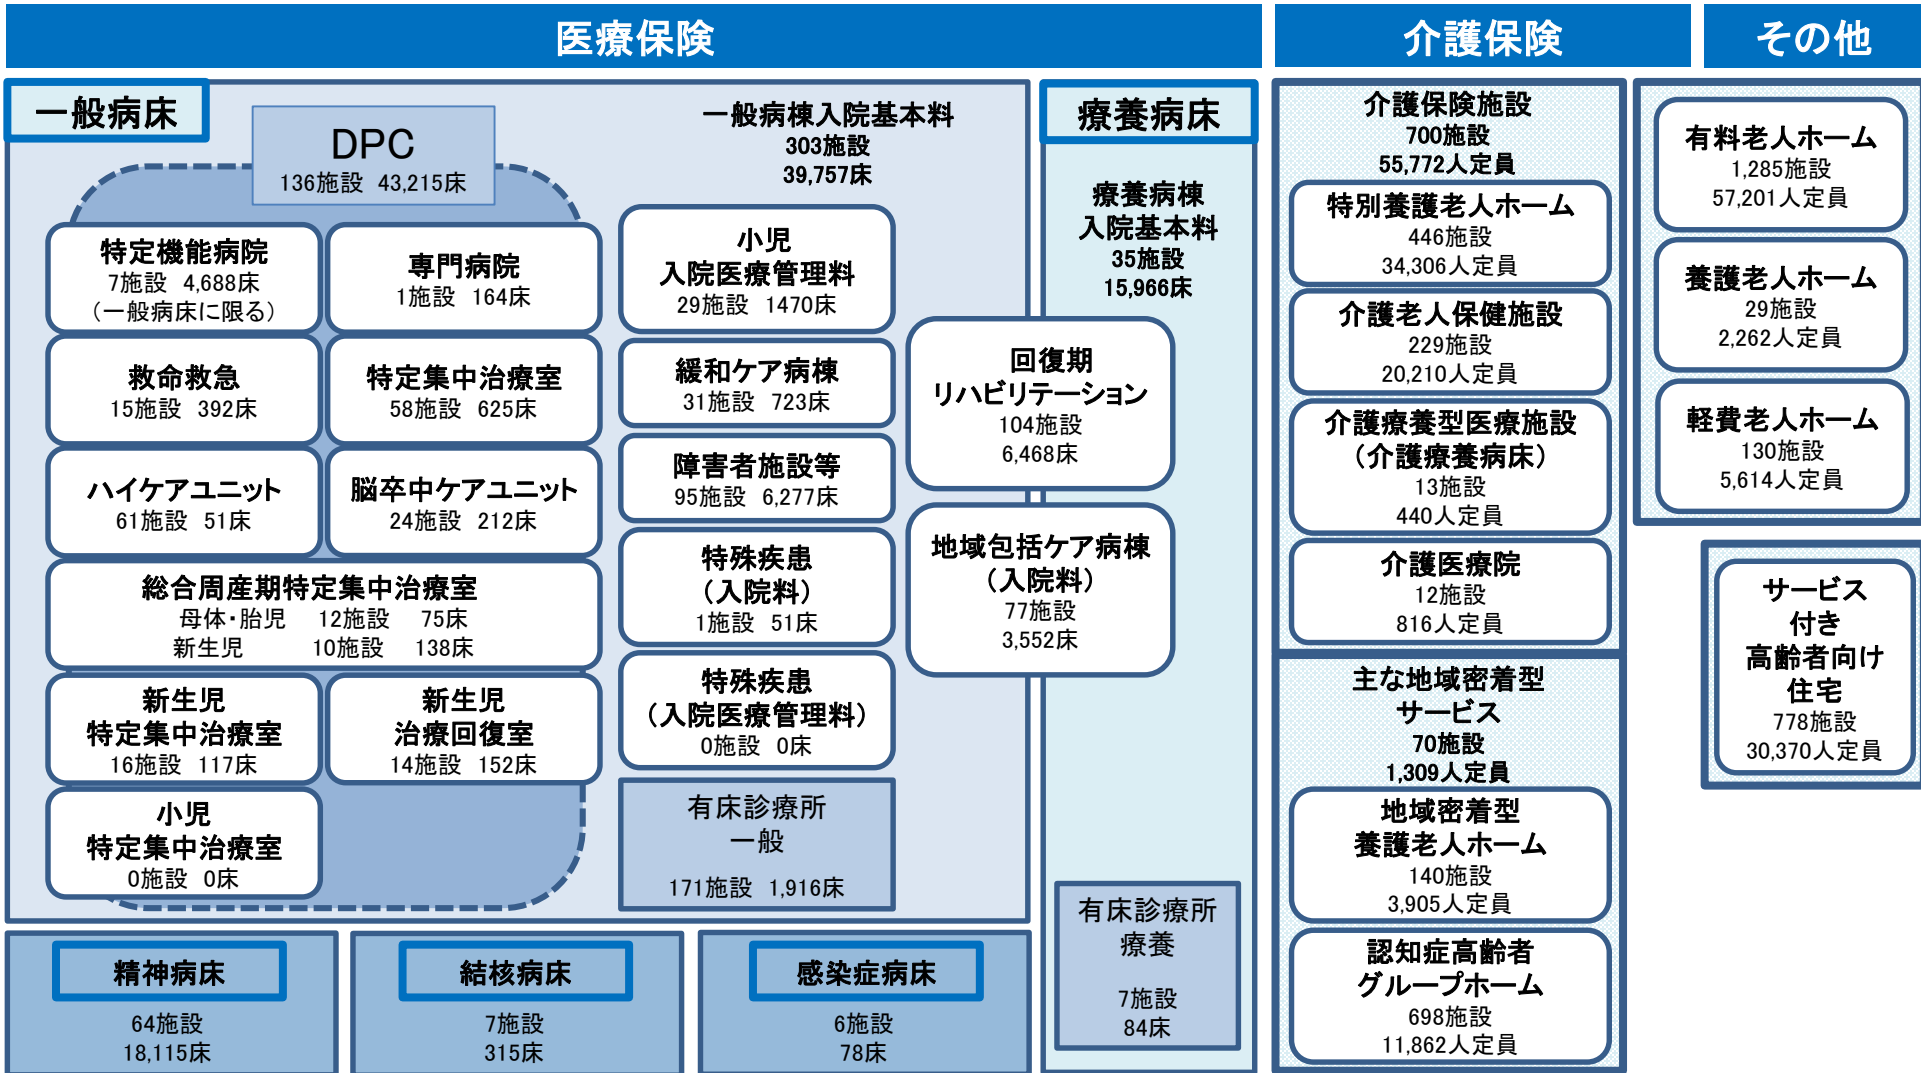 医療保険
一般病床
DPC
136施設 43,215床
一般病棟入院基本料
303施設
39,757床
特定機能病院
7施設 4,688床
（一般病床に限る）
専門病院
1施設 164床
救命救急
15施設 392床
特定集中治療室
58施設 625床
ハイケアユニット
61施設 51床
脳卒中ケアユニット
24施設 212床
総合周産期特定集中治療室
母体・胎児 12施設 75床
新生児 10施設 138床
新生児
特定集中治療室
16施設 117床
新生児
治療回復室
14施設 152床
小児
特定集中治療室
0施設 0床
小児
入院医療管理料
29施設 1470床
緩和ケア病棟
31施設 723床
障害者施設等
95施設 6,277床
特殊疾患
（入院料）
1施設 51床
特殊疾患
（入院医療管理料）
0施設 0床
有床診療所
一般
171施設 1,916床
療養病床
療養病棟
入院基本料
35施設
15,966床
回復期
リハビリテーション
104施設
6,468床
地域包括ケア病棟
（入院料）
77施設
3,552床
有床診療所
療養
7施設
84床
精神病床
64施設
18,115床
結核病床
7施設
315床
感染症病床
6施設
78床
介護保険
介護保険施設
700施設
55,772人定員
特別養護老人ホーム
446施設
34,306人定員
介護老人保健施設
229施設
20,210人定員
介護療養型医療施設
（介護療養病床）
13施設
440人定員
介護医療院
12施設
816人定員
主な地域密着型
サービス
70施設
1,309人定員
地域密着型
養護老人ホーム
140施設
3,905人定員
認知症高齢者
グループホーム
698施設
11,862人定員
その他
有料老人ホーム
1,285施設
57,201人定員
養護老人ホーム
29施設
2,262人定員
軽費老人ホーム
130施設
5,614人定員
サービス
付き
高齢者向け
住宅
778施設
30,370人定員